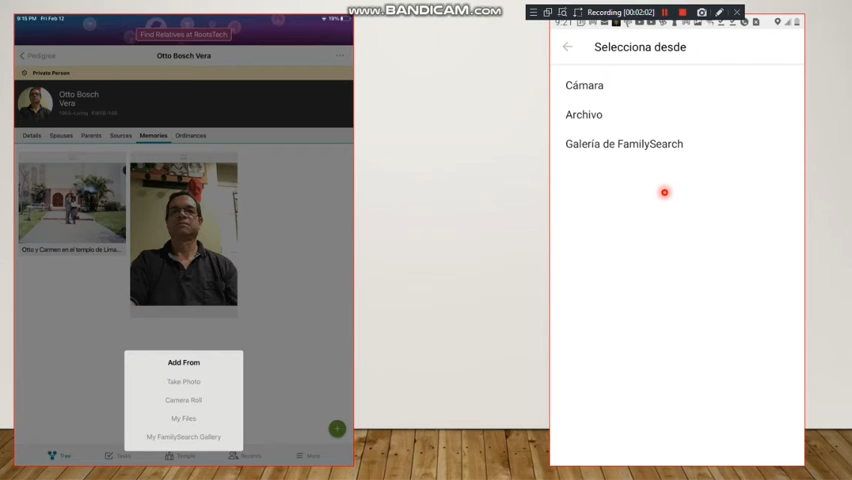 www.BANDICAM.com
Recording [00:02:02]
9:15 PM Fri Feb 12
19%
Find Relatives at RootsTech
Pedigree
Otto Bosch Vera
Private Person
Otto Bosch
Vera
Details
Spouses
Parents
Sources
Memories
Ordinances
Otto y Carmen en el templo de Lima...
Add From
Take Photo
Camera Roll
My Files
My FamilySearch Gallery
Tree
Tasks
Temple
More
9:21
Selecciona desde
Cámara
Archivo
Galería de FamilySearch